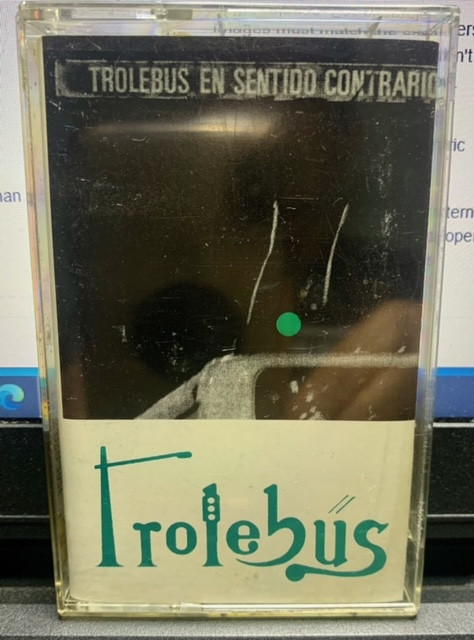 TROLEBUS EN SENTIDO CONTRARIO
Trolebús